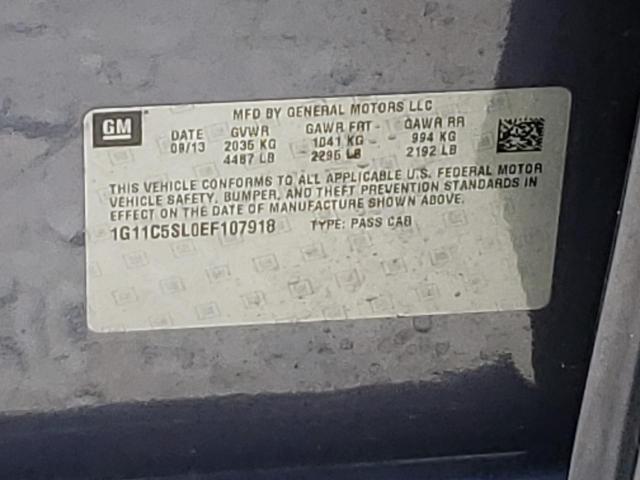 GM
MFD BY GENERAL MOTORS LLC
DATE GVWR GAWR FRT GAWR RR
09/13 2035 KG 1041 KG 994 KG
4487 LB 2295 LB 2192 LB
THIS VEHICLE CONFORMS TO ALL APPLICABLE U.S. FEDERAL MOTOR
VEHICLE SAFETY, BUMPER, AND THEFT PREVENTION STANDARDS IN
EFFECT ON THE DATE OF MANUFACTURE SHOWN ABOVE.
1G11C5SL0EF107918 TYPE: PASS CAR